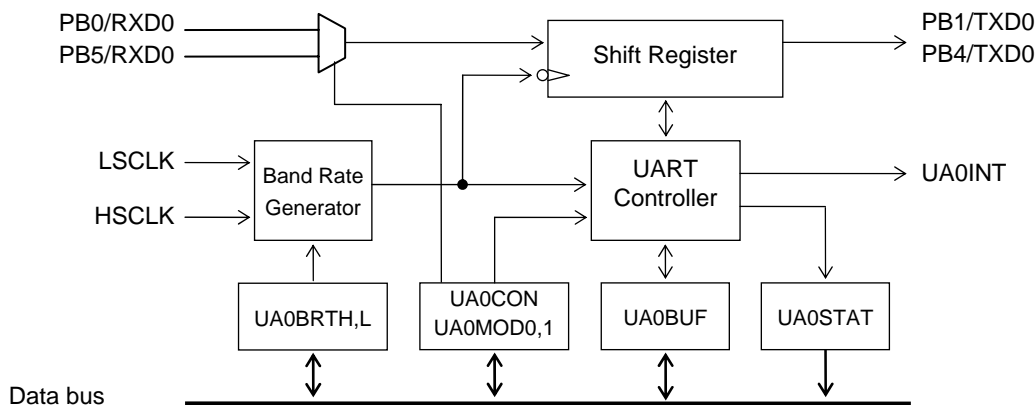 PB0/RXD0
PB5/RXD0
Shift Register
PB1/TXD0
PB4/TXD0
LSCLK
HSCLK
Band Rate
Generator
UART
Controller
UA0INT
UA0BRTH,L
UA0CON
UA0MOD0,1
UA0BUF
UA0STAT
Data bus